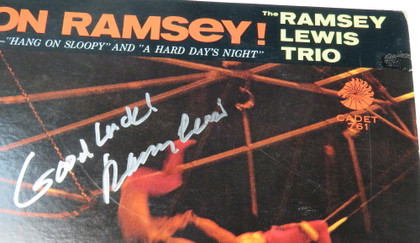 ON RAMSEY!
The RAMSEY
LEWIS
TRIO
"HANG ON SLOOPY" AND "A HARD DAY'S NIGHT"
CADET
761
Good Luck!
Ramsey Lewis